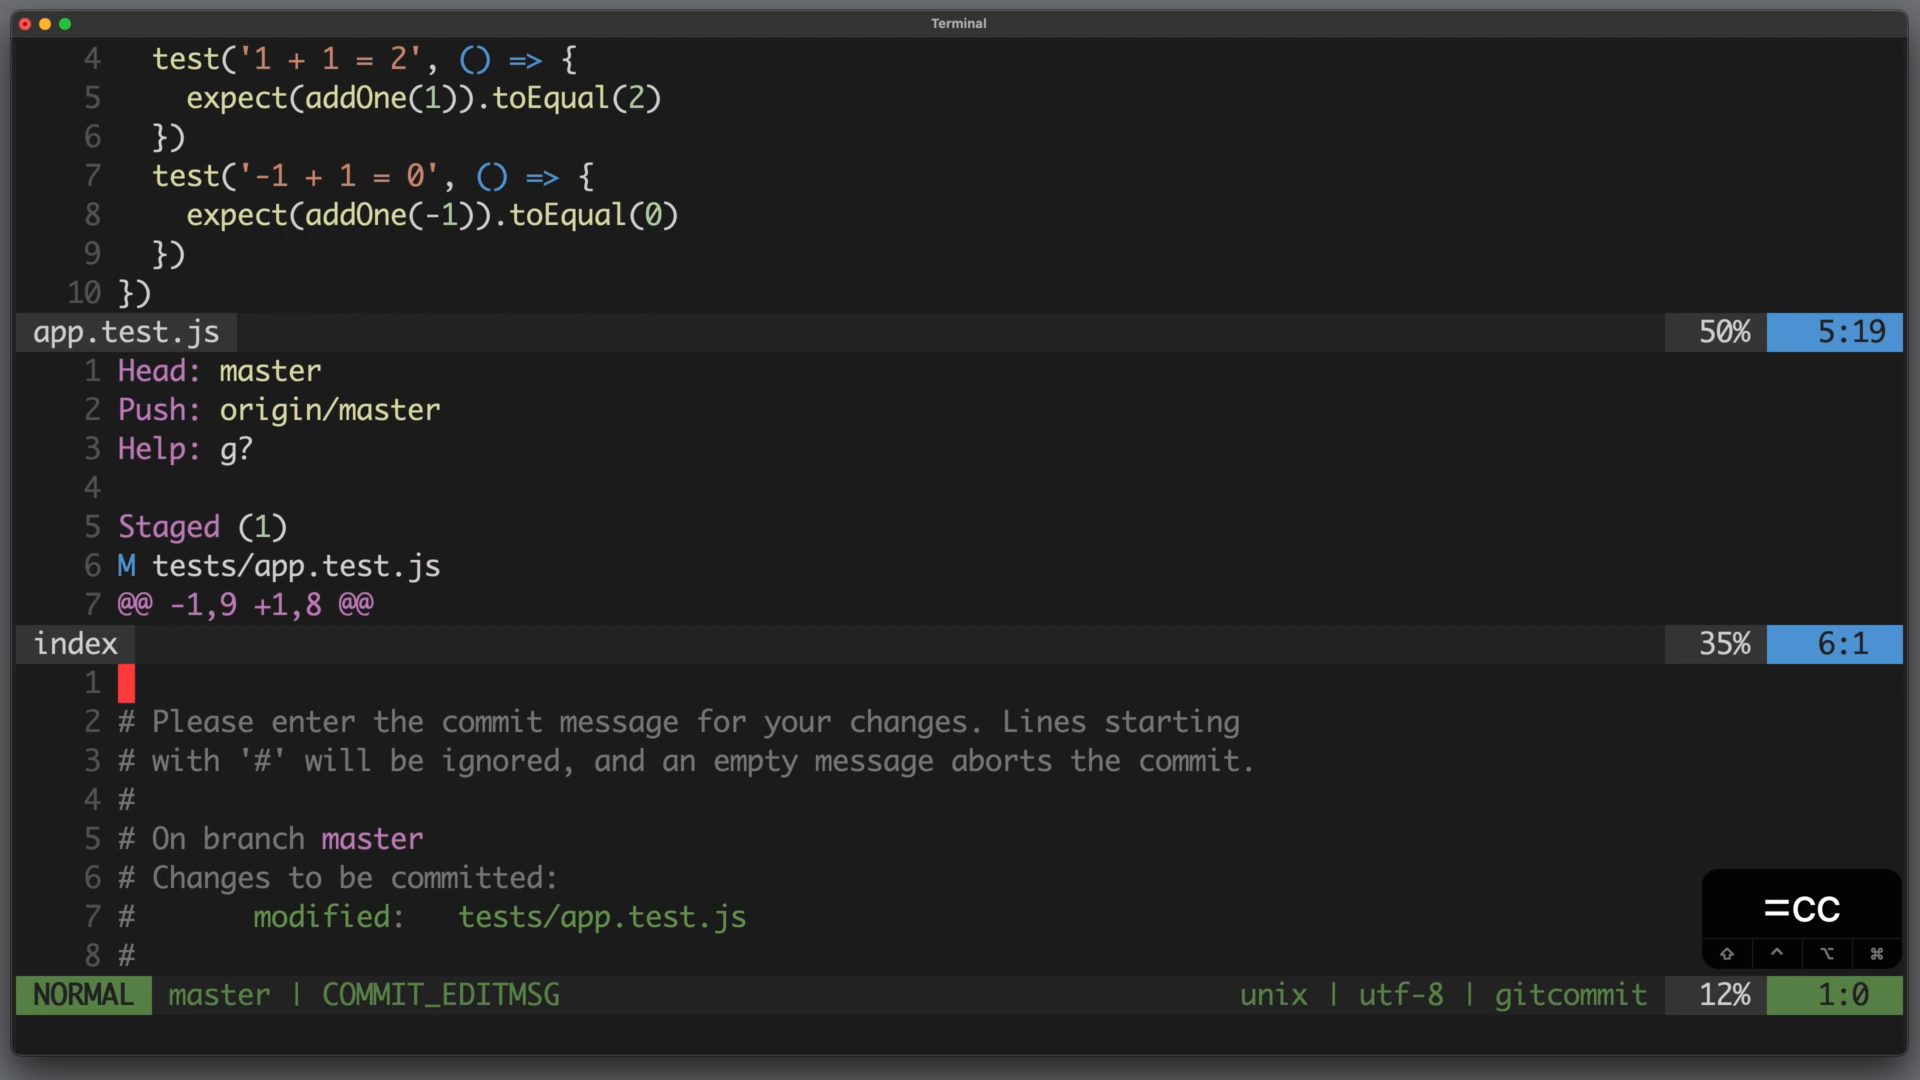 Terminal
4 test('1 + 1 = 2', () => {
5 expect(addOne(1)).toEqual(2)
6 })
7 test('-1 + 1 = 0', () => {
8 expect(addOne(-1)).toEqual(0)
9 })
10 })
app.test.js 50% 5:19
1 Head: master
2 Push: origin/master
3 Help: g?
4
5 Staged (1)
6 M tests/app.test.js
7 @@ -1,9 +1,8 @@
index 35% 6:1
1
2 # Please enter the commit message for your changes. Lines starting
3 # with '#' will be ignored, and an empty message aborts the commit.
4 #
5 # On branch master
6 # Changes to be committed:
7 # modified: tests/app.test.js
8 #
=cc
⇧ ⌃ ⌥ ⌘
NORMAL master | COMMIT_EDITMSG unix | utf-8 | gitcommit 12% 1:0